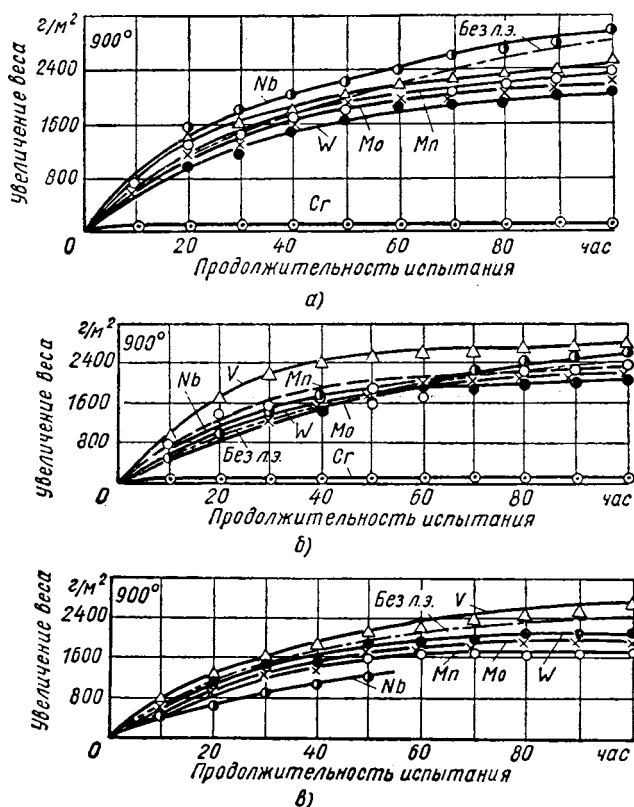 г/м²
900°
Увеличение веса
2400
1600
800
0
Nb
Без л.э.
W
Mo
Mn
Cr
20 40 60 80 час
Продолжительность испытания
а)
г/м²
900°
Увеличение веса
2400
1600
800
0
Nb
V
Mn
W
Mo
Без л.э.
Cr
20 40 60 80 час
Продолжительность испытания
б)
г/м²
900°
Увеличение веса
2400
1600
800
0
Без л.э.
V
Nb
Mn
Mo
W
20 40 60 80 час
Продолжительность испытания
в)